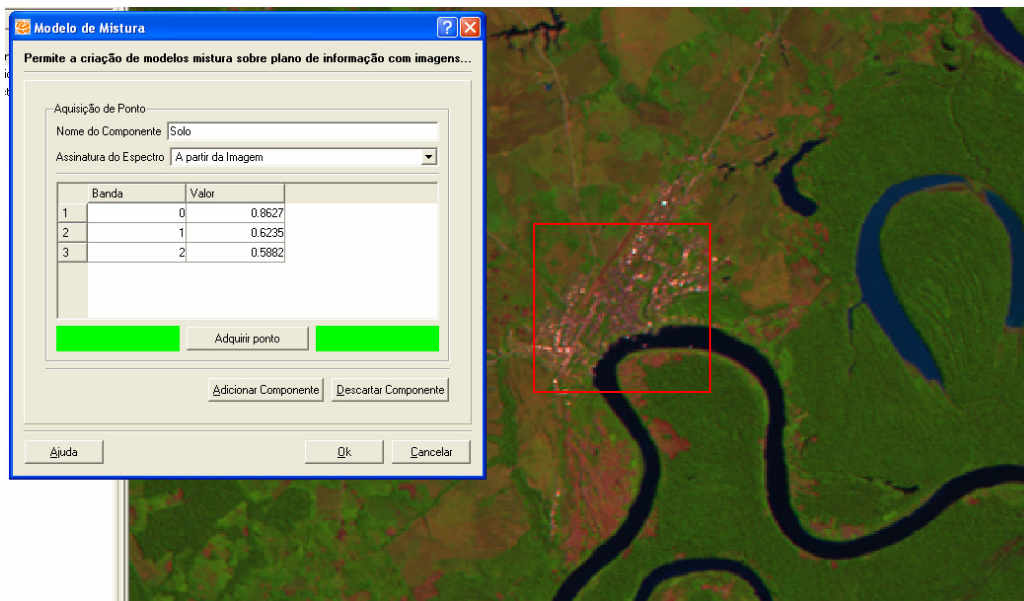 Modelo de Mistura
Permite a criação de modelos mistura sobre plano de informação com imagens...
Aquisição de Ponto
Nome do Componente Solo
Assinatura do Espectro A partir da Imagem
Banda Valor
1 0 0.8627
2 1 0.6235
3 2 0.5882
Adquirir ponto
Adicionar Componente Descartar Componente
Ajuda Ok Cancelar